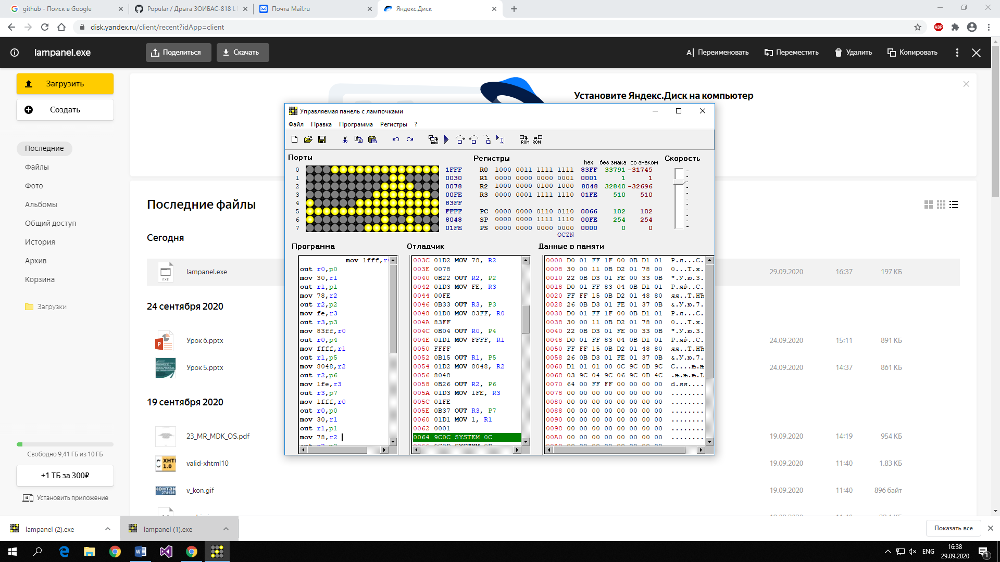 github - Поиск в Google
Popular / Дрыга ЗОИБАС-818 L1
Почта Mail.ru
Яндекс.Диск
disk.yandex.ru/client/recent?idApp=client
ABP
lampanel.exe
Поделиться
Скачать
Переименовать
Переместить
Удалить
Копировать
Загрузить
Создать
Последние
Файлы
Фото
Альбомы
Общий доступ
История
Архив
Корзина
Загрузки
Свободно 9,41 ГБ из 10 ГБ
+1 ТБ за 300₽
Установить приложение
Установите Яндекс.Диск на компьютер
Последние файлы
Сегодня
EXE
lampanel.exe
29.09.2020
16:37
197 КБ
24 сентября 2020
Урок 6.pptx
24.09.2020
15:11
891 КБ
Урок 5.pptx
24.09.2020
14:37
861 КБ
19 сентября 2020
23_MR_MDK_OS.pdf
19.09.2020
14:19
954 КБ
valid-xhtml10
19.09.2020
11:40
1,83 КБ
v_kon.gif
19.09.2020
11:40
896 байт
Управляемая панель с лампочками
Файл Правка Программа Регистры ?
Порты
0 1FFF
1 0030
2 0078
3 00FE
4 83FF
5 FFFF
6 8048
7 01FE
Регистры
hex без знака со знаком
R0 1000 0011 1111 1111 83FF 33791 -31745
R1 0000 0000 0000 0001 0001 1 1
R2 1000 0000 0100 1000 8048 32840 -32696
R3 0000 0001 1111 1110 01FE 510 510
PC 0000 0000 0110 0110 0066 102 102
SP 0000 0000 1111 1110 00FE 254 254
PS 0000 0000 0000 0000 0000 0 0
OCZN
Скорость
Программа
mov 1fff,r
out r0,p0
mov 30,r1
out r1,p1
mov 78,r2
out r2,p2
mov fe,r3
out r3,p3
mov 83ff,r0
out r0,p4
mov ffff,r1
out r1,p5
mov 8048,r2
out r2,p6
mov 1fe,r3
out r3,p7
mov 1fff,r0
out r0,p0
mov 30,r1
out r1,p1
mov 78,r2
Отладчик
003C 01D2 MOV 78, R2
003E 0078
0040 0B22 OUT R2, P2
0042 01D3 MOV FE, R3
0044 00FE
0046 0B33 OUT R3, P3
0048 01D0 MOV 83FF, R0
004A 83FF
004C 0B04 OUT R0, P4
004E 01D1 MOV FFFF, R1
0050 FFFF
0052 0B15 OUT R1, P5
0054 01D2 MOV 8048, R2
0056 8048
0058 0B26 OUT R2, P6
005A 01D3 MOV 1FE, R3
005C 01FE
005E 0B37 OUT R3, P7
0060 01D1 MOV 1, R1
0062 0001
0064 9C0C SYSTEM 0C
0066 9C0D SYSTEM 0D
Данные в памяти
0000 D0 01 FF 1F 00 0B D1 01 Р.я...С.
0008 30 00 11 0B D2 01 78 00 0...Т.x.
0010 22 0B D3 01 FE 00 33 0B ".У.ю.3.
0018 D0 01 FF 83 04 0B D1 01 Р.яѓ..С.
0020 FF FF 15 0B D2 01 48 80 яя..Т.HЂ
0028 26 0B D3 01 FE 01 37 0B &.У.ю.7.
0030 D0 01 FF 1F 00 0B D1 01 Р.я...С.
0038 30 00 11 0B D2 01 78 00 0...Т.x.
0040 22 0B D3 01 FE 00 33 0B ".У.ю.3.
0048 D0 01 FF 83 04 0B D1 01 Р.яѓ..С.
0050 FF FF 15 0B D2 01 48 80 яя..Т.HЂ
0058 26 0B D3 01 FE 01 37 0B &.У.ю.7.
0060 D1 01 01 00 0C 9C 0D 9C С....њ.њ
0068 03 9C 04 9C 06 9C 0D 4C .њ.њ.њ.L
0070 64 00 FF FF 00 00 00 00 d.яя....
0078 00 00 00 00 00 00 00 00 ........
0080 00 00 00 00 00 00 00 00 ........
0088 00 00 00 00 00 00 00 00 ........
0090 00 00 00 00 00 00 00 00 ........
0098 00 00 00 00 00 00 00 00 ........
00A0 00 00 00 00 00 00 00 00 ........
lampanel (2).exe
lampanel (1).exe
Показать все
ENG
16:38
29.09.2020
1